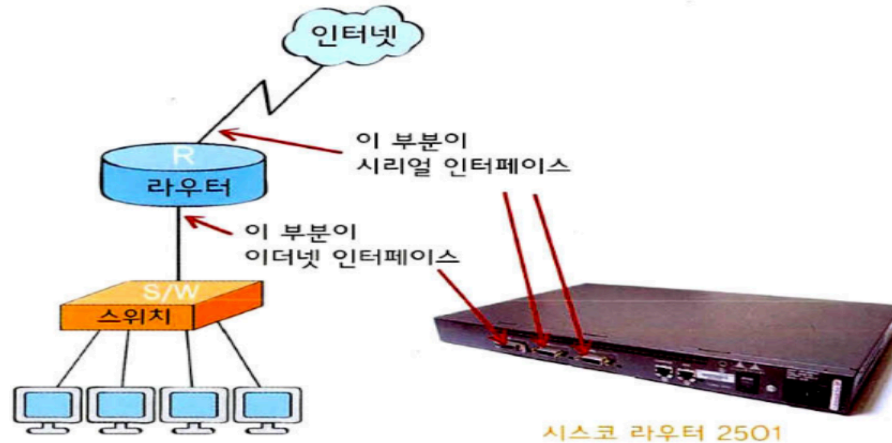 인터넷
이 부분이
시리얼 인터페이스
R
라우터
이 부분이
이더넷 인터페이스
S/W
스위치
시스코 라우터 2501